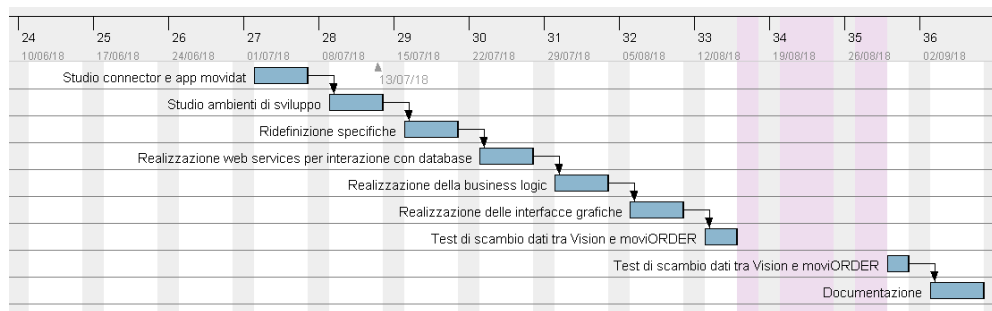 24 25 26 27 28 29 30 31 32 33 34 35 36
10/06/18 17/06/18 24/06/18 01/07/18 08/07/18 15/07/18 22/07/18 29/07/18 05/08/18 12/08/18 19/08/18 26/08/18 02/09/18
Studio connector e app movidat
13/07/18
Studio ambienti di sviluppo
Ridefinizione specifiche
Realizzazione web services per interazione con database
Realizzazione della business logic
Realizzazione delle interfacce grafiche
Test di scambio dati tra Vision e moviORDER
Test di scambio dati tra Vision e moviORDER
Documentazione